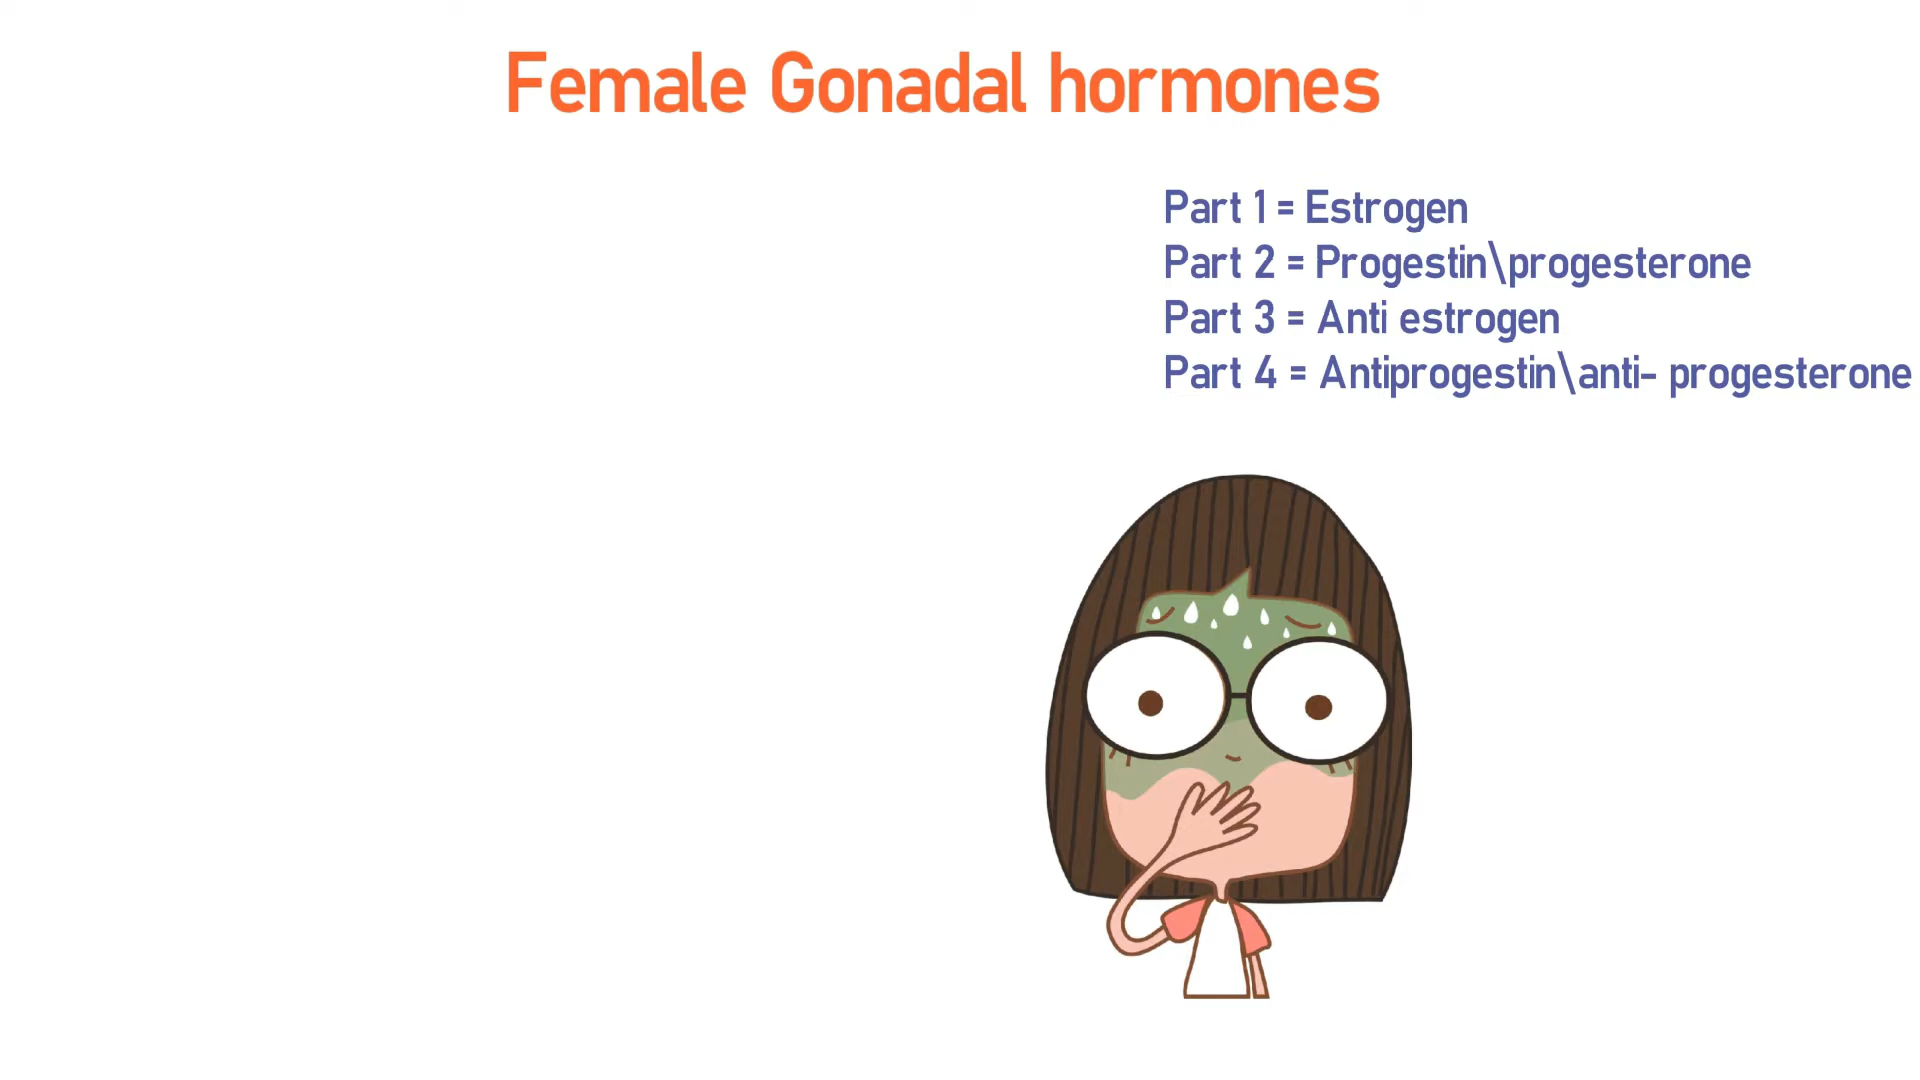 Female Gonadal hormones
Part 1 = Estrogen
Part 2 = Progestin\progesterone
Part 3 = Anti estrogen
Part 4 = Antiprogestin\anti- progesterone